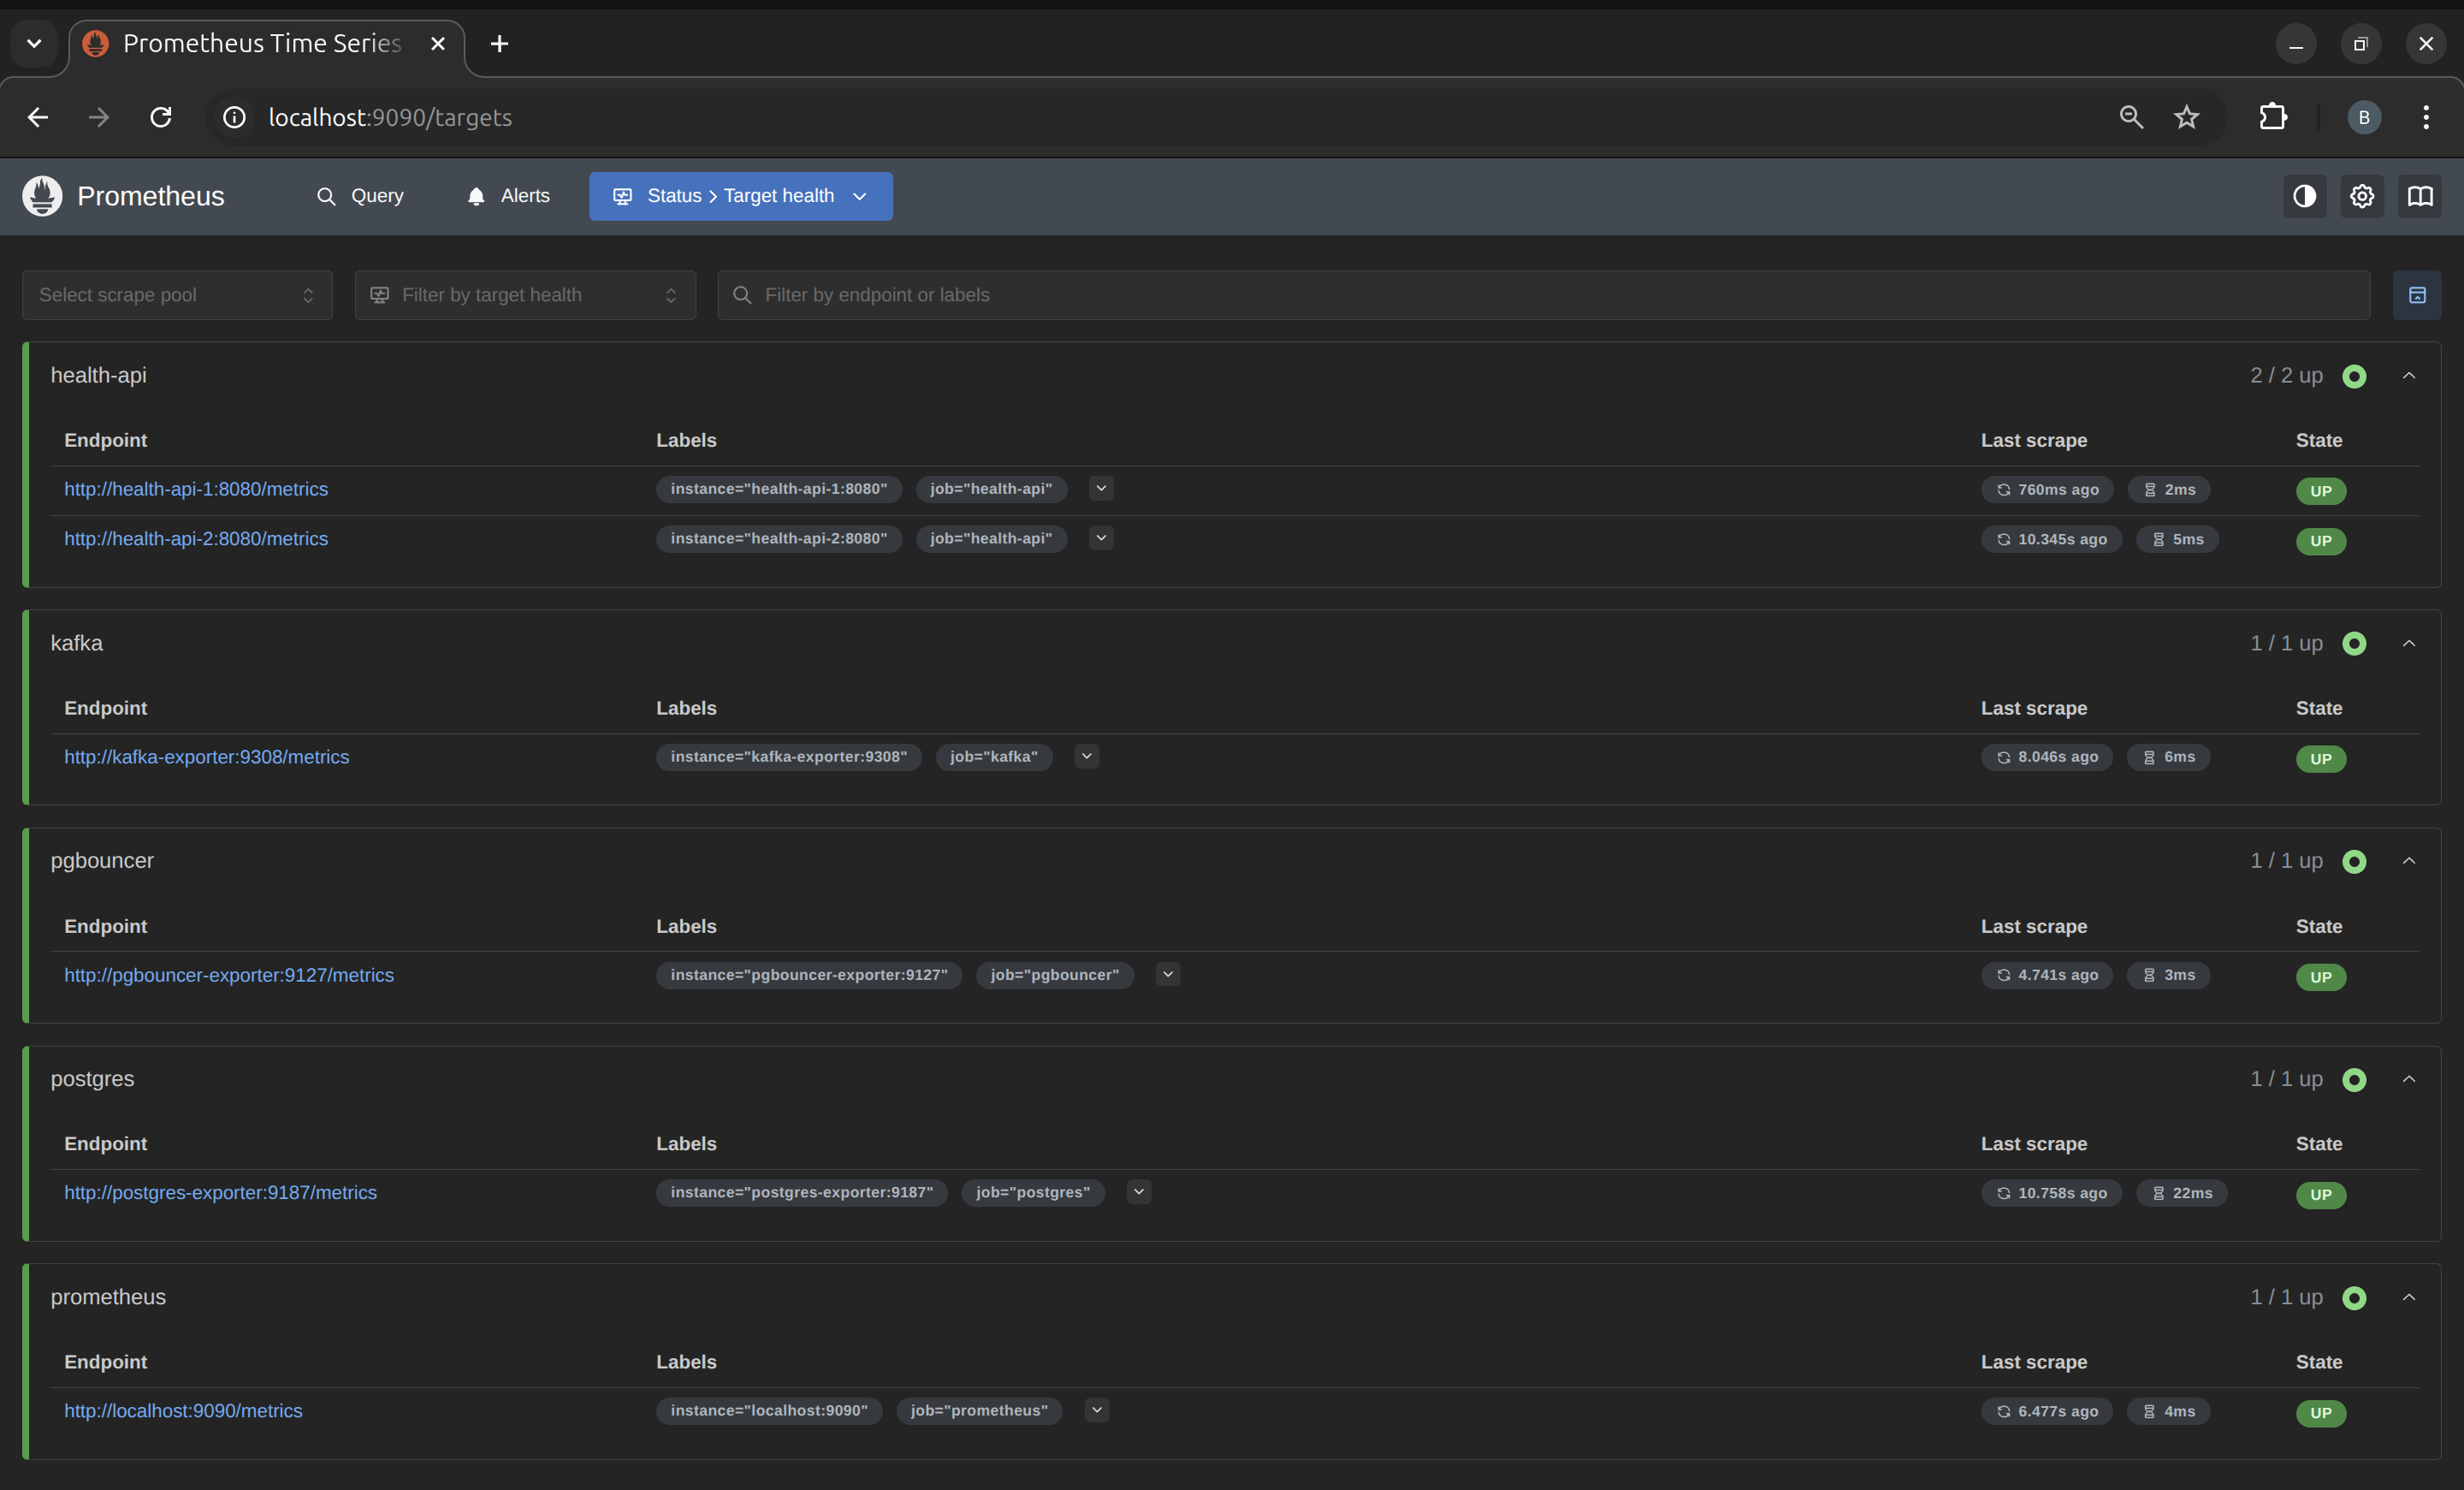 Prometheus Time Series
localhost:9090/targets
B
Prometheus Query Alerts Status > Target health
Select scrape pool Filter by target health Filter by endpoint or labels
health-api 2 / 2 up
Endpoint Labels Last scrape State
http://health-api-1:8080/metrics instance="health-api-1:8080" job="health-api" 760ms ago 2ms UP
http://health-api-2:8080/metrics instance="health-api-2:8080" job="health-api" 10.345s ago 5ms UP
kafka 1 / 1 up
Endpoint Labels Last scrape State
http://kafka-exporter:9308/metrics instance="kafka-exporter:9308" job="kafka" 8.046s ago 6ms UP
pgbouncer 1 / 1 up
Endpoint Labels Last scrape State
http://pgbouncer-exporter:9127/metrics instance="pgbouncer-exporter:9127" job="pgbouncer" 4.741s ago 3ms UP
postgres 1 / 1 up
Endpoint Labels Last scrape State
http://postgres-exporter:9187/metrics instance="postgres-exporter:9187" job="postgres" 10.758s ago 22ms UP
prometheus 1 / 1 up
Endpoint Labels Last scrape State
http://localhost:9090/metrics instance="localhost:9090" job="prometheus" 6.477s ago 4ms UP